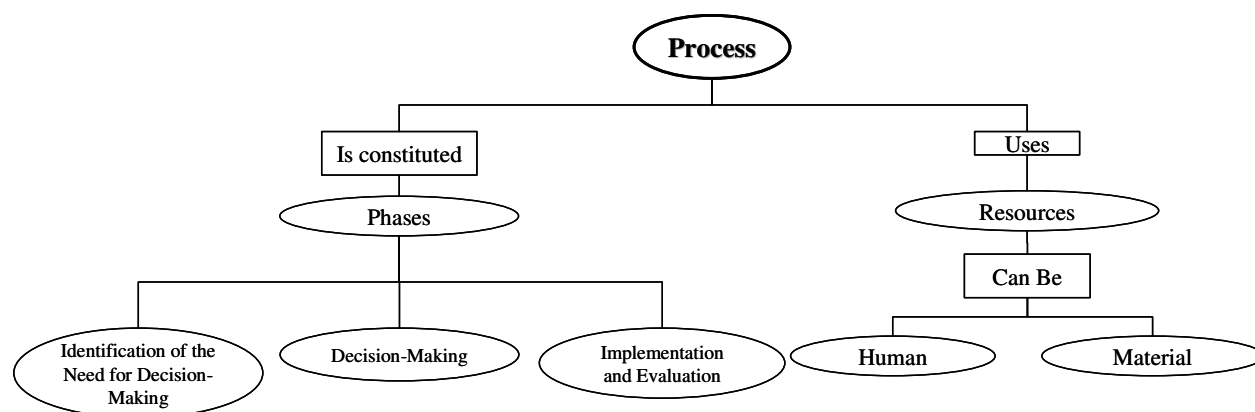 Process
Is constituted
Uses
Phases
Resources
Can Be
Identification of the
Need for Decision-
Making
Decision-Making
Implementation
and Evaluation
Human
Material